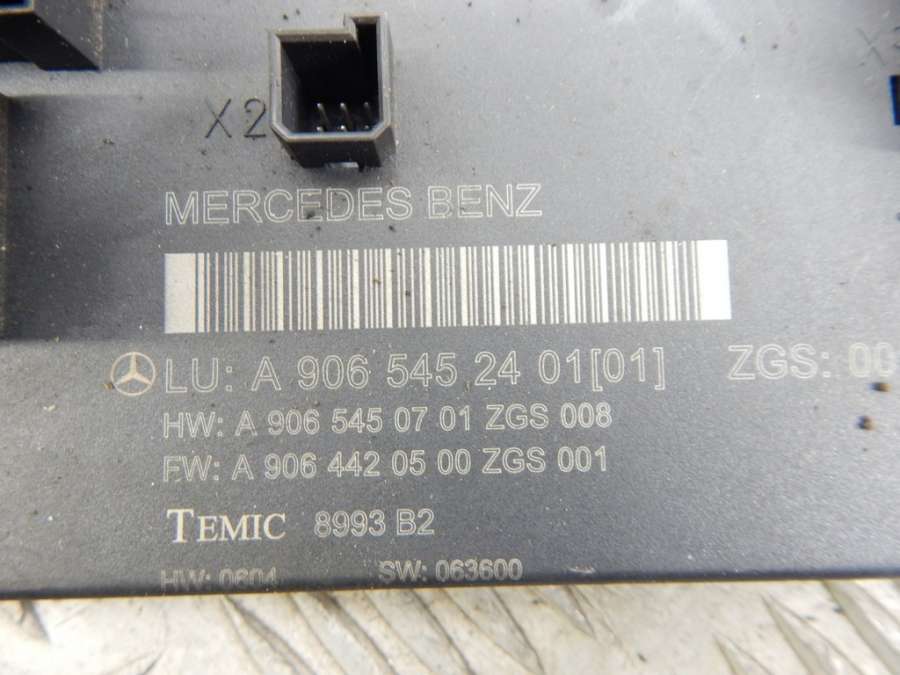 X2
MERCEDES BENZ
LU: A 906 545 24 01[01] ZGS: 00
HW: A 906 545 07 01 ZGS 008
FW: A 906 442 05 00 ZGS 001
TEMIC 8993 B2
HW: 0604 SW: 063600